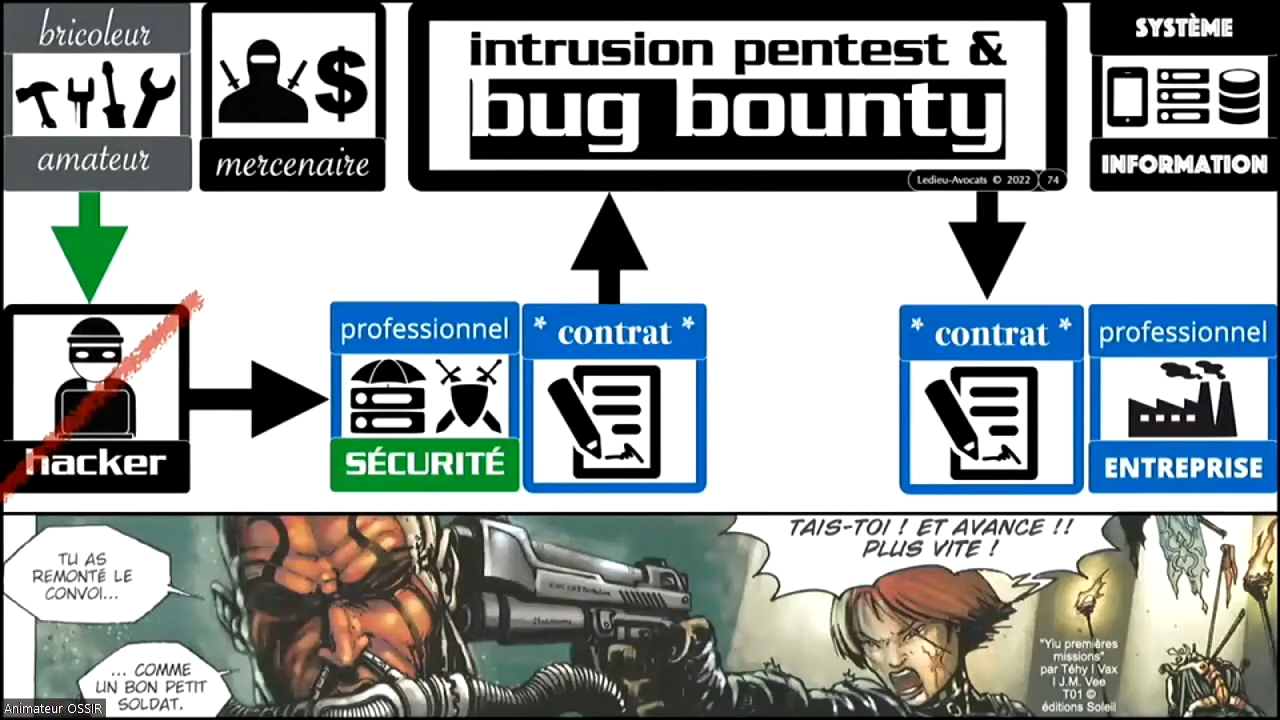 bricoleur
amateur
$
mercenaire
intrusion pentest &
bug bounty
Ledieu-Avocats © 2022 74
SYSTÈME
INFORMATION
hacker
professionnel
SÉCURITÉ
* contrat *
* contrat *
professionnel
ENTREPRISE
TU AS
REMONTÉ LE
CONVOI...
... COMME
UN BON PETIT
SOLDAT.
TAIS-TOI ! ET AVANCE !!
PLUS VITE !
"Yiu premières
missions"
par Téhy I Vax
I J.M. Vee
T01 ©
éditions Soleil
Animateur OSSIR